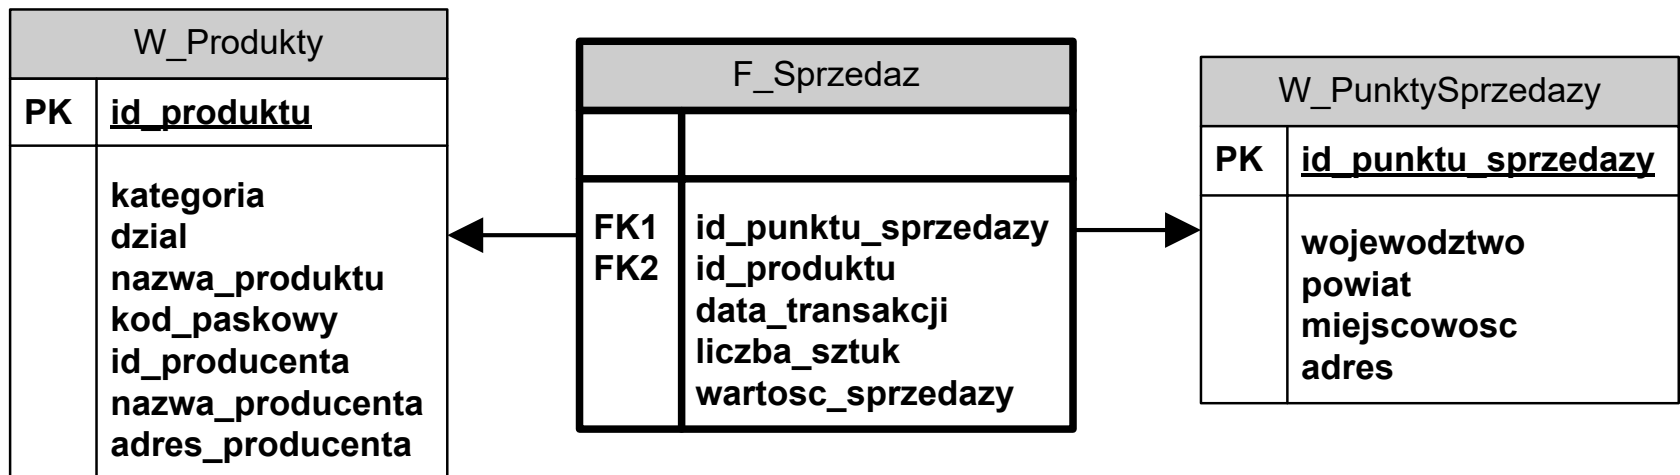 W_Produkty
PK id_produktu
kategoria
dzial
nazwa_produktu
kod_paskowy
id_producenta
nazwa_producenta
adres_producenta
F_Sprzedaz
FK1 id_punktu_sprzedazy
FK2 id_produktu
data_transakcji
liczba_sztuk
wartosc_sprzedazy
W_PunktySprzedazy
PK id_punktu_sprzedazy
wojewodztwo
powiat
miejscowosc
adres